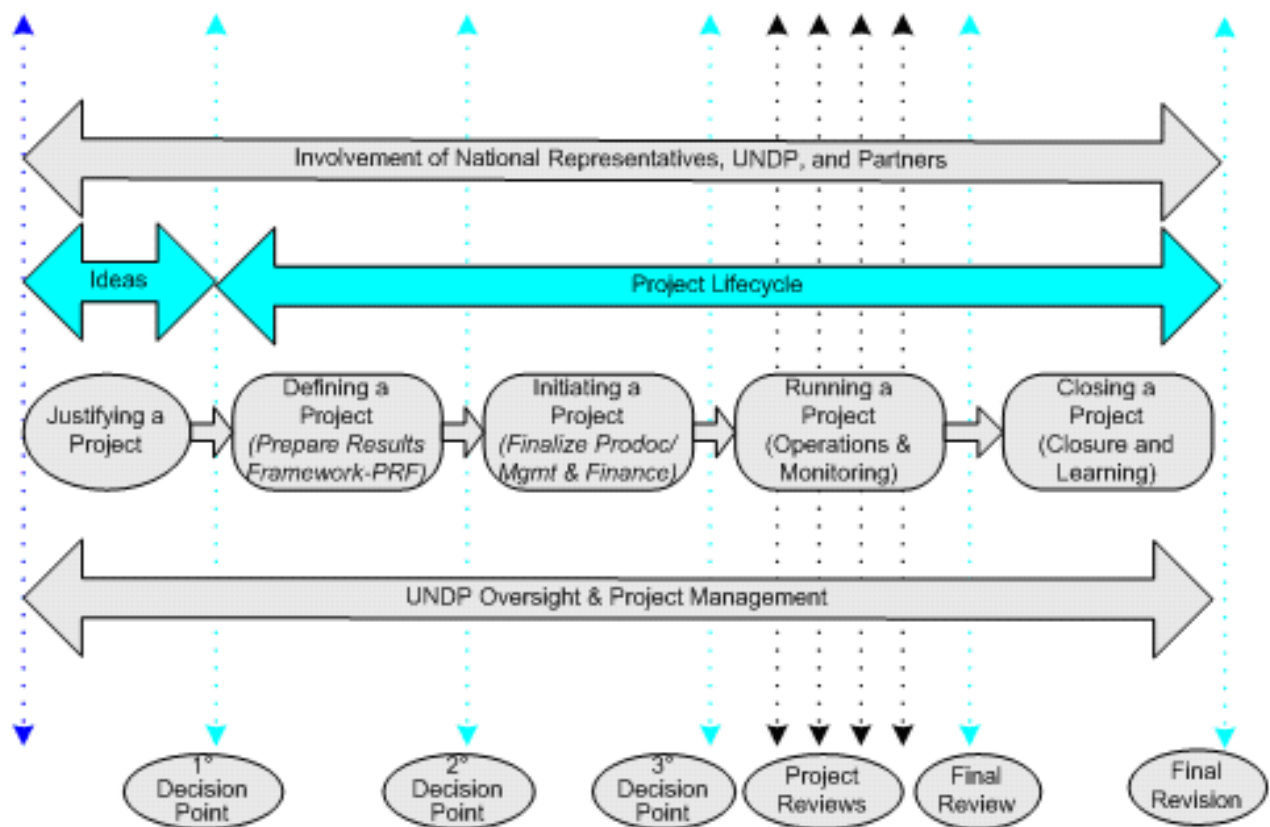 Involvement of National Representatives, UNDP, and Partners
Ideas
Project Lifecycle
Justifying a
Project
Defining a
Project
(Prepare Results
Framework-PRF)
Initiating a
Project
(Finalize Prodoc/
Mgmt & Finance)
Running a
Project
(Operations &
Monitoring)
Closing a
Project
(Closure and
Learning)
UNDP Oversight & Project Management
1°
Decision
Point
2°
Decision
Point
3°
Decision
Point
Project
Reviews
Final
Review
Final
Revision